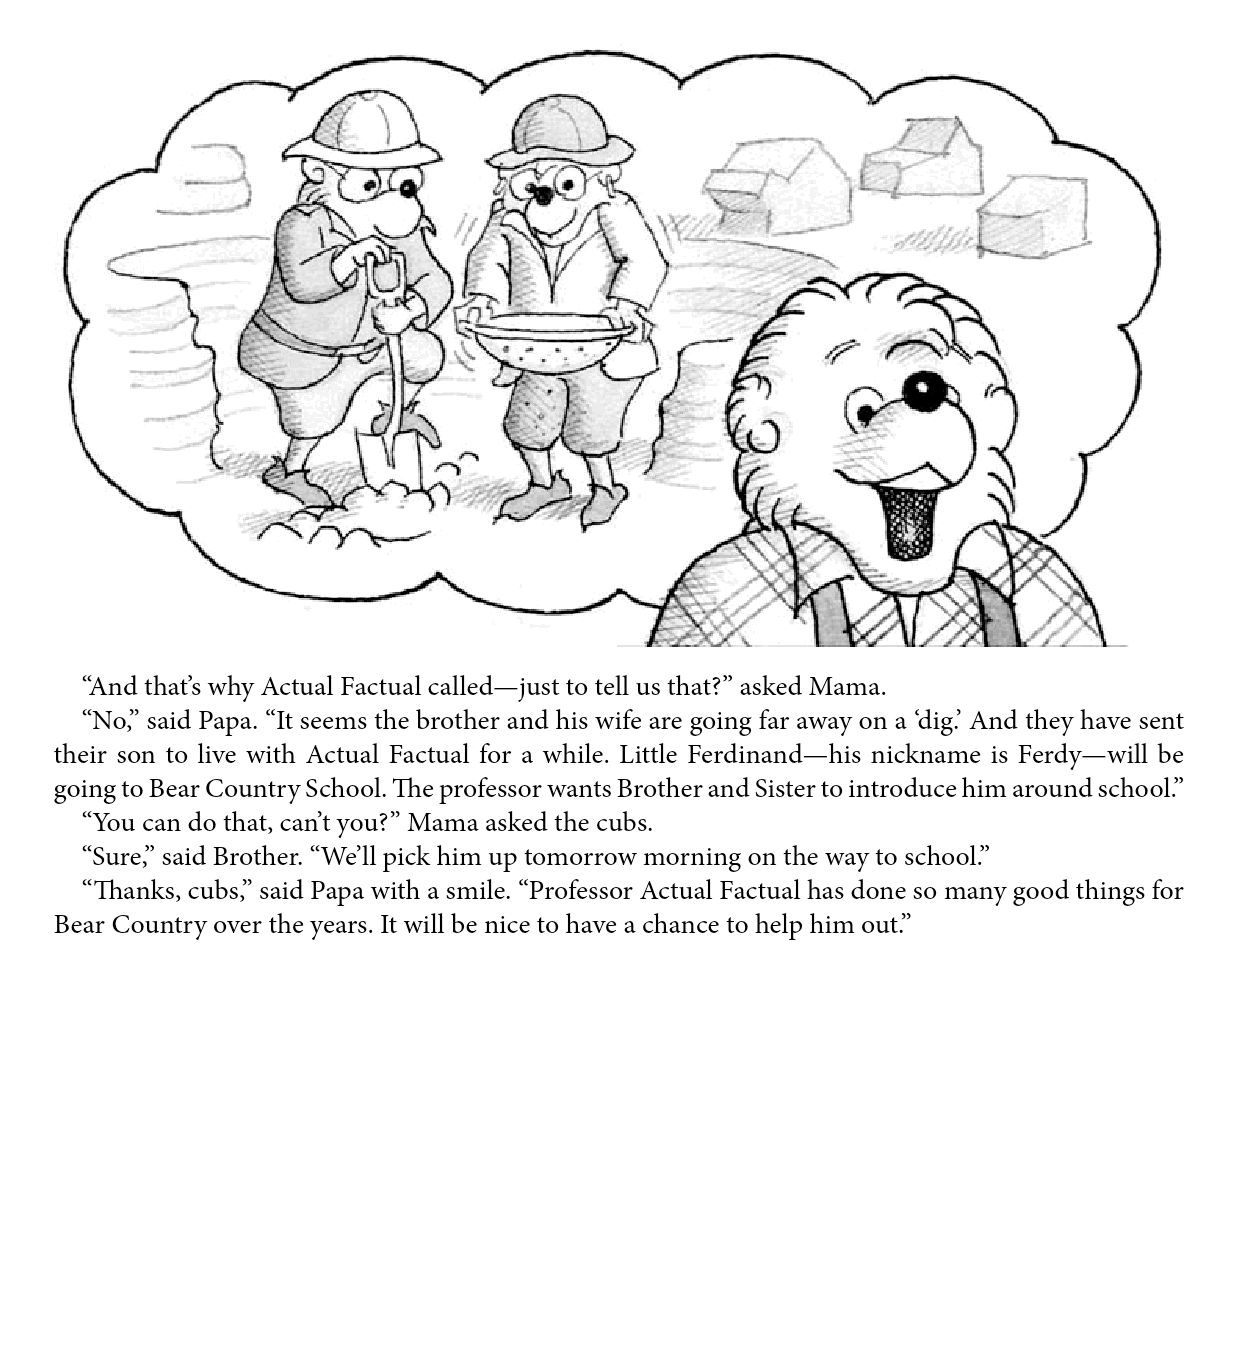 “And that’s why Actual Factual called—just to tell us that?” asked Mama.
“No,” said Papa. “It seems the brother and his wife are going far away on a ‘dig.’ And they have sent
their son to live with Actual Factual for a while. Little Ferdinand—his nickname is Ferdy—will be
going to Bear Country School. The professor wants Brother and Sister to introduce him around school.”
“You can do that, can’t you?” Mama asked the cubs.
“Sure,” said Brother. “We’ll pick him up tomorrow morning on the way to school.”
“Thanks, cubs,” said Papa with a smile. “Professor Actual Factual has done so many good things for
Bear Country over the years. It will be nice to have a chance to help him out.”